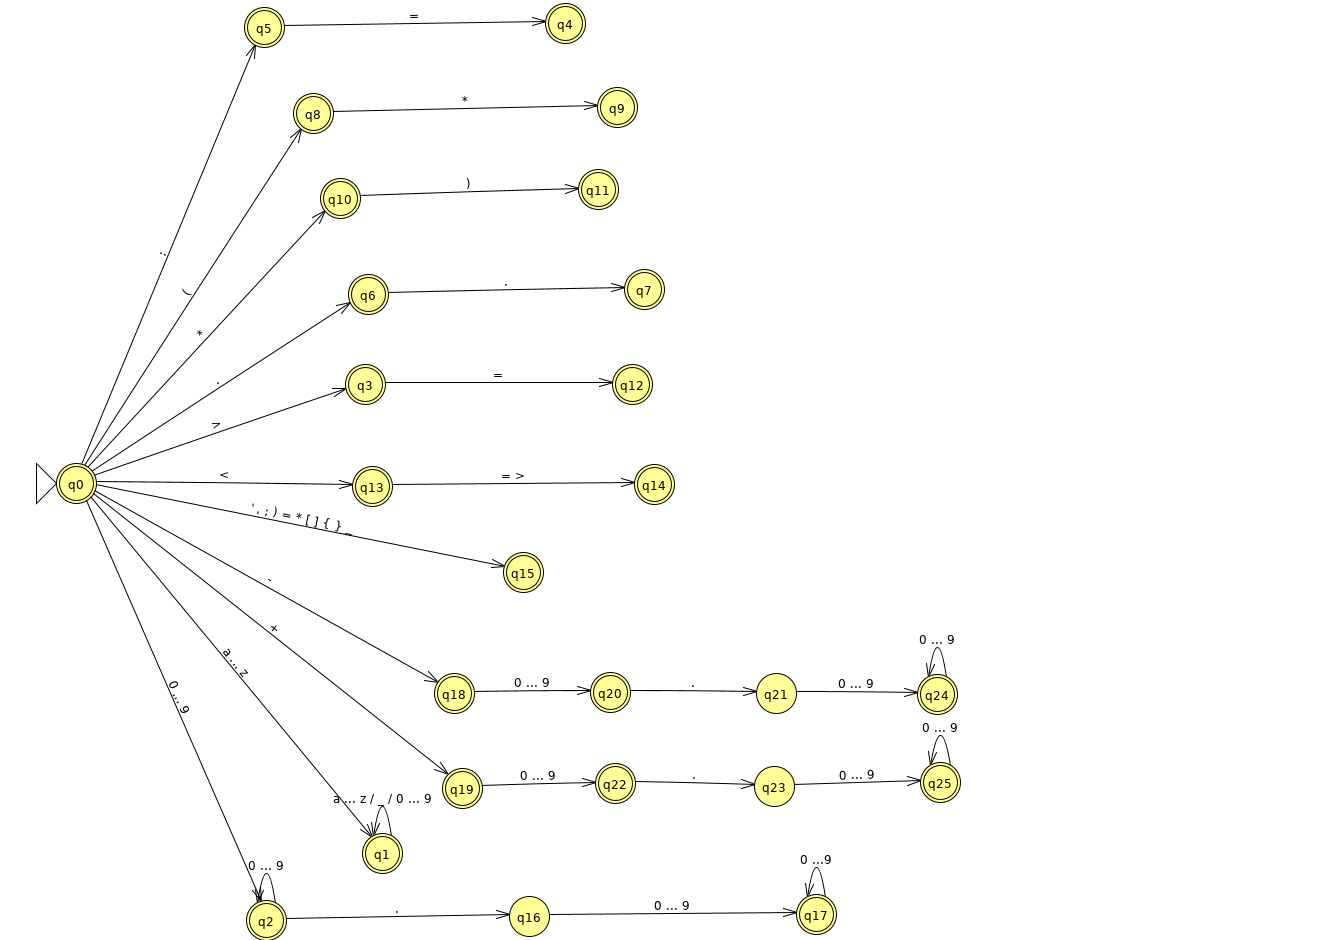 q5
=
q4
q8
*
q9
q10
)
q11
:
(
*
q6
.
q7
.
q3
=
q12
>
q0
<
q13
= >
q14
' , ; ) = * [ ] { } _
q15
-
+
a ... z
0 ... 9
q18
0 ... 9
q20
.
q21
0 ... 9
0 ... 9
q24
q19
0 ... 9
q22
.
q23
0 ... 9
0 ... 9
q25
a ... z / _ / 0 ... 9
q1
0 ... 9
q2
.
q16
0 ... 9
0 ...9
q17